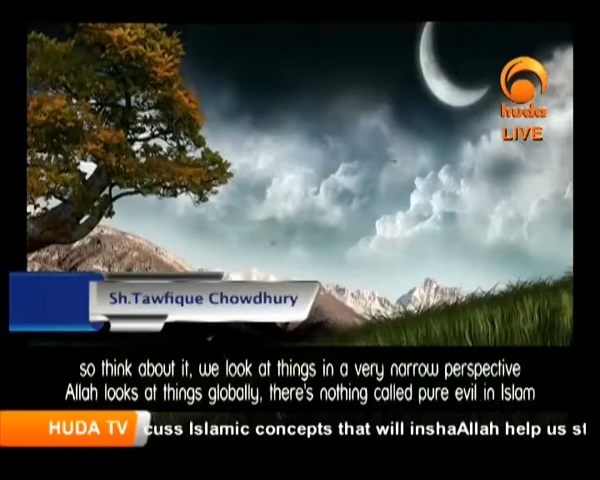 huda
LIVE
Sh.Tawfique Chowdhury
so think about it, we look at things in a very narrow perspective
Allah looks at things globally, there's nothing called pure evil in Islam
HUDA TV
cuss Islamic concepts that will inshaAllah help us st